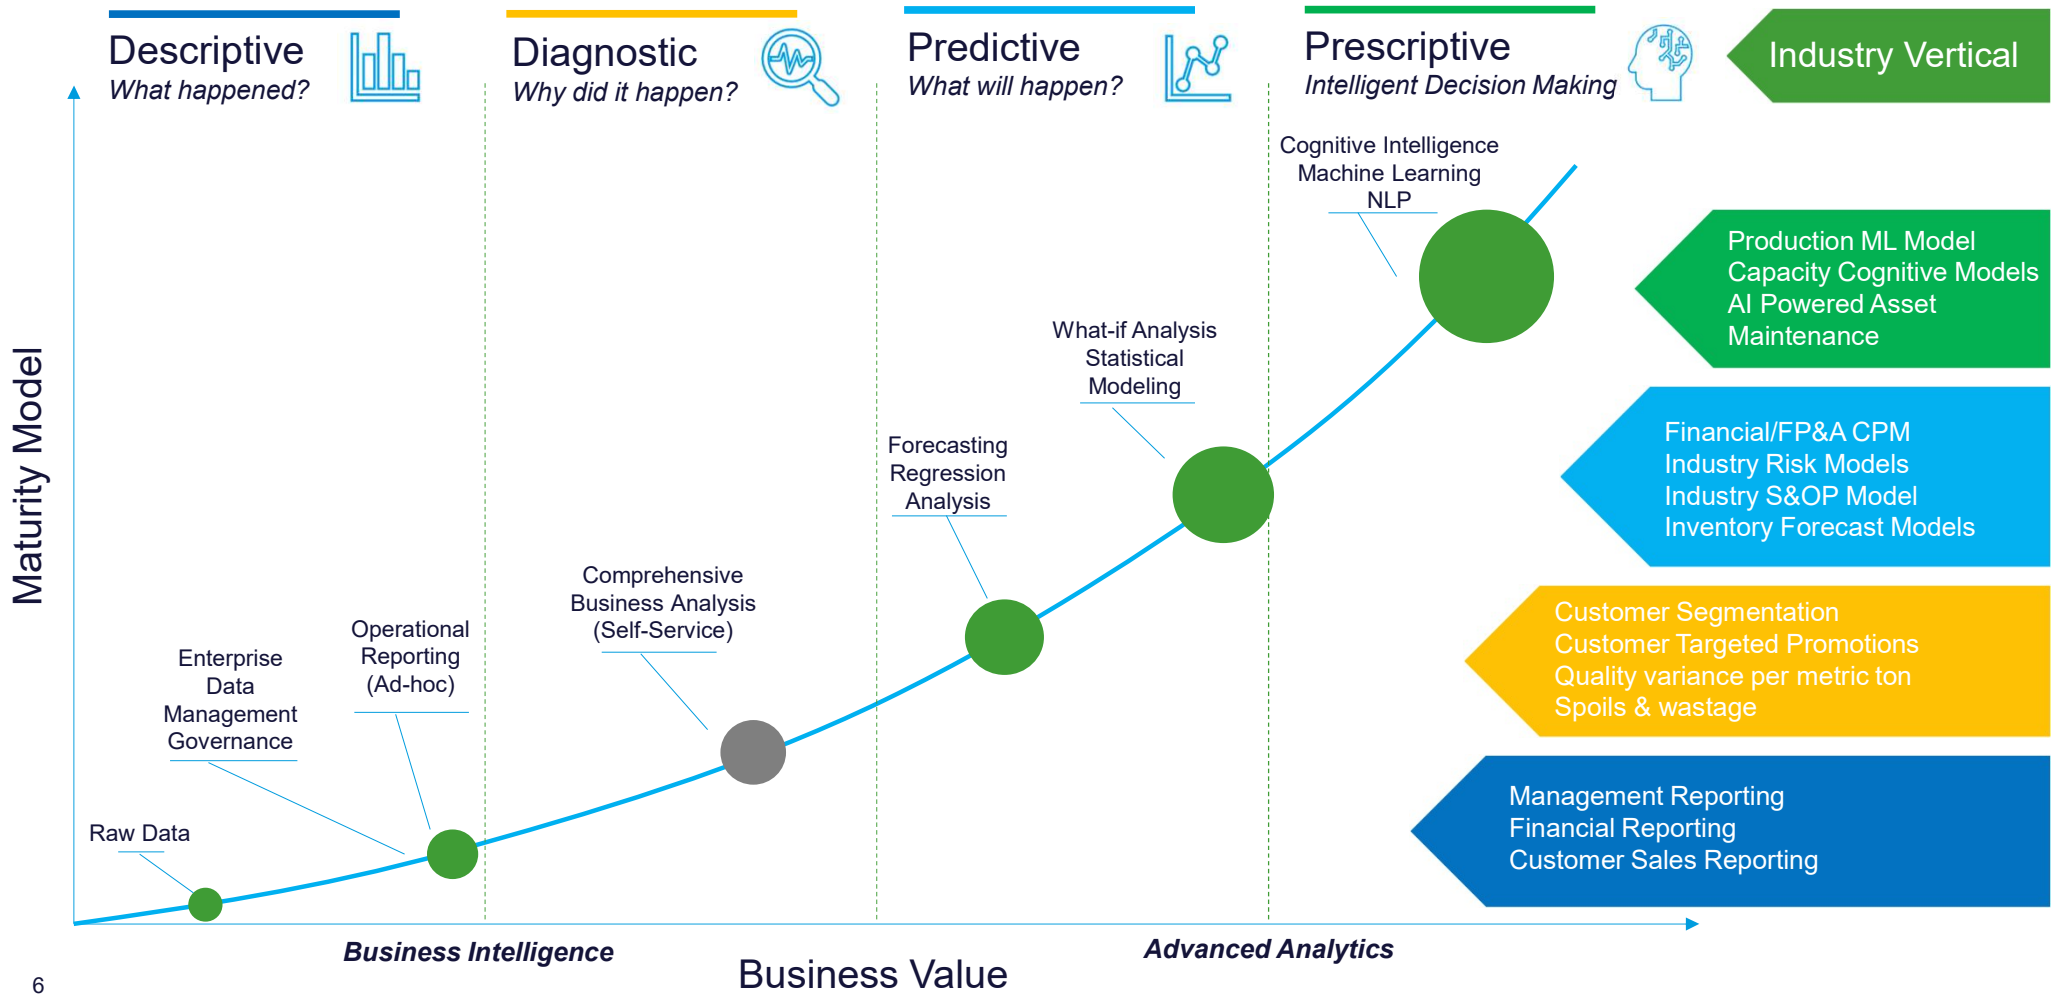 Descriptive
What happened?
Diagnostic
Why did it happen?
Predictive
What will happen?
Prescriptive
Intelligent Decision Making
Industry Vertical
Maturity Model
Raw Data
Enterprise
Data
Management
Governance
Operational
Reporting
(Ad-hoc)
Comprehensive
Business Analysis
(Self-Service)
Forecasting
Regression
Analysis
What-if Analysis
Statistical
Modeling
Cognitive Intelligence
Machine Learning
NLP
Production ML Model
Capacity Cognitive Models
AI Powered Asset
Maintenance
Financial/FP&A CPM
Industry Risk Models
Industry S&OP Model
Inventory Forecast Models
Customer Segmentation
Customer Targeted Promotions
Quality variance per metric ton
Spoils & wastage
Management Reporting
Financial Reporting
Customer Sales Reporting
Business Intelligence
Advanced Analytics
Business Value
6